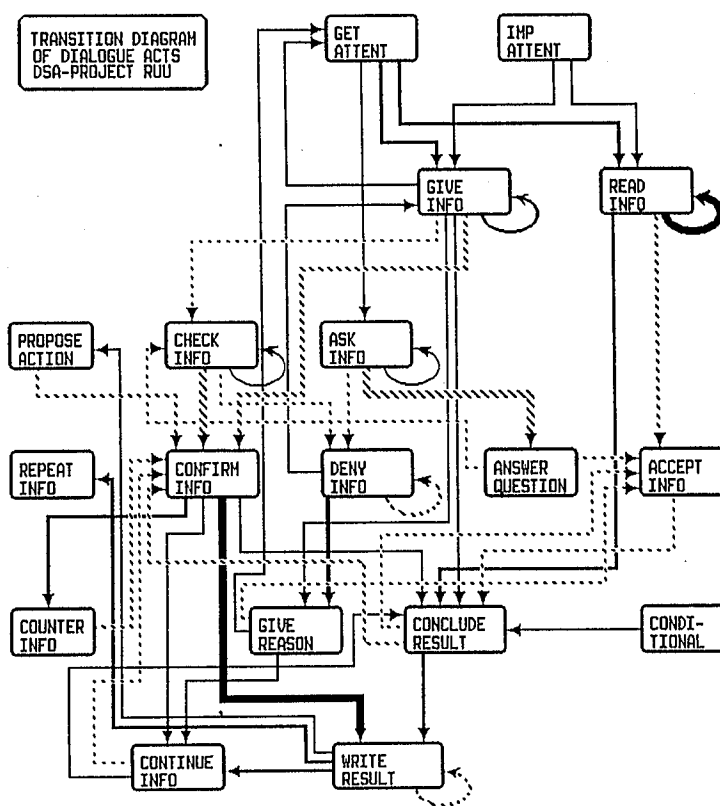 TRANSITION DIAGRAM
OF DIALOGUE ACTS
DSA-PROJECT RUU
GET
ATTENT
IMP
ATTENT
GIVE
INFO
READ
INFO
PROPOSE
ACTION
CHECK
INFO
ASK
INFO
REPEAT
INFO
CONFIRM
INFO
DENY
INFO
ANSWER
QUESTION
ACCEPT
INFO
COUNTER
INFO
GIVE
REASON
CONCLUDE
RESULT
CONDI-
TIONAL
CONTINUE
INFO
WRITE
RESULT